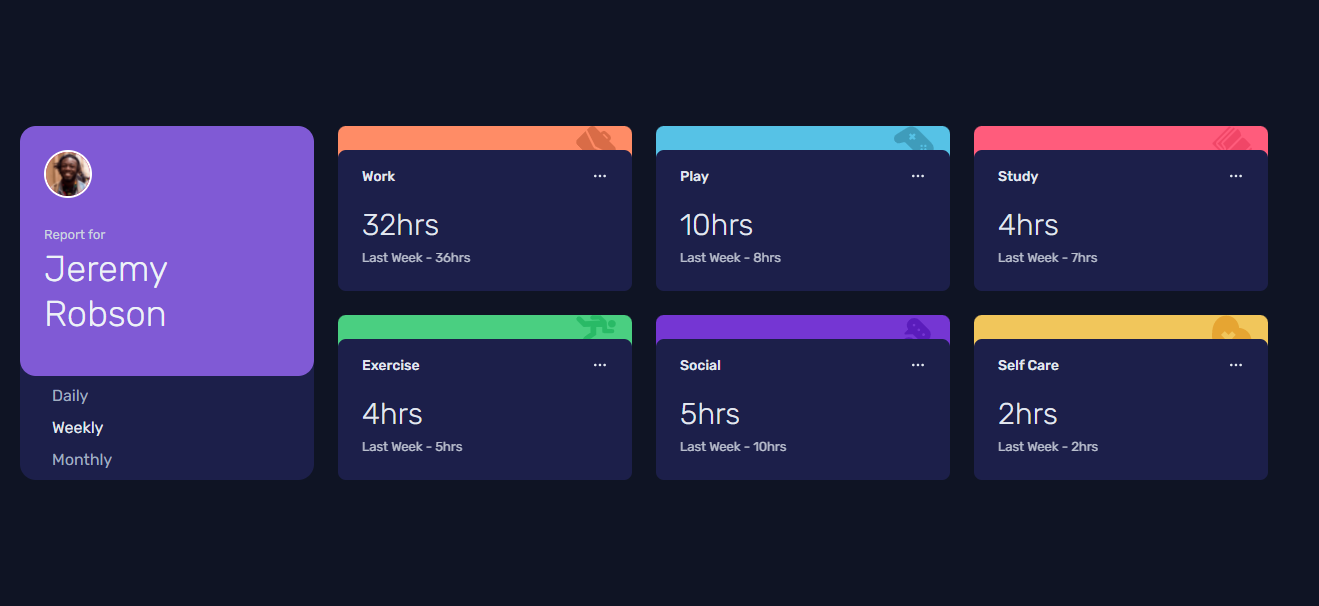 Report for
Jeremy
Robson
Daily
Weekly
Monthly
Work
32hrs
Last Week - 36hrs
Play
10hrs
Last Week - 8hrs
Study
4hrs
Last Week - 7hrs
Exercise
4hrs
Last Week - 5hrs
Social
5hrs
Last Week - 10hrs
Self Care
2hrs
Last Week - 2hrs